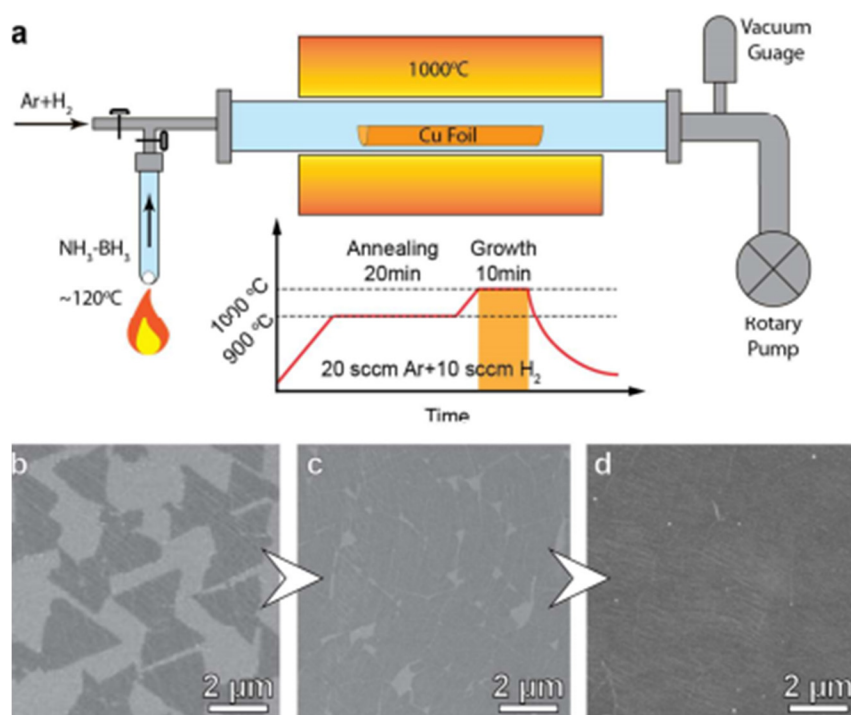 a
Vacuum
Guage
1000°C
Ar+H₂
Cu Foil
NH₃-BH₃
~120°C
Annealing
20min
Growth
10min
1000 °C
900 °C
20 sccm Ar+10 sccm H₂
Time
Rotary
Pump
b
c
d
2 μm
2 μm
2 μm